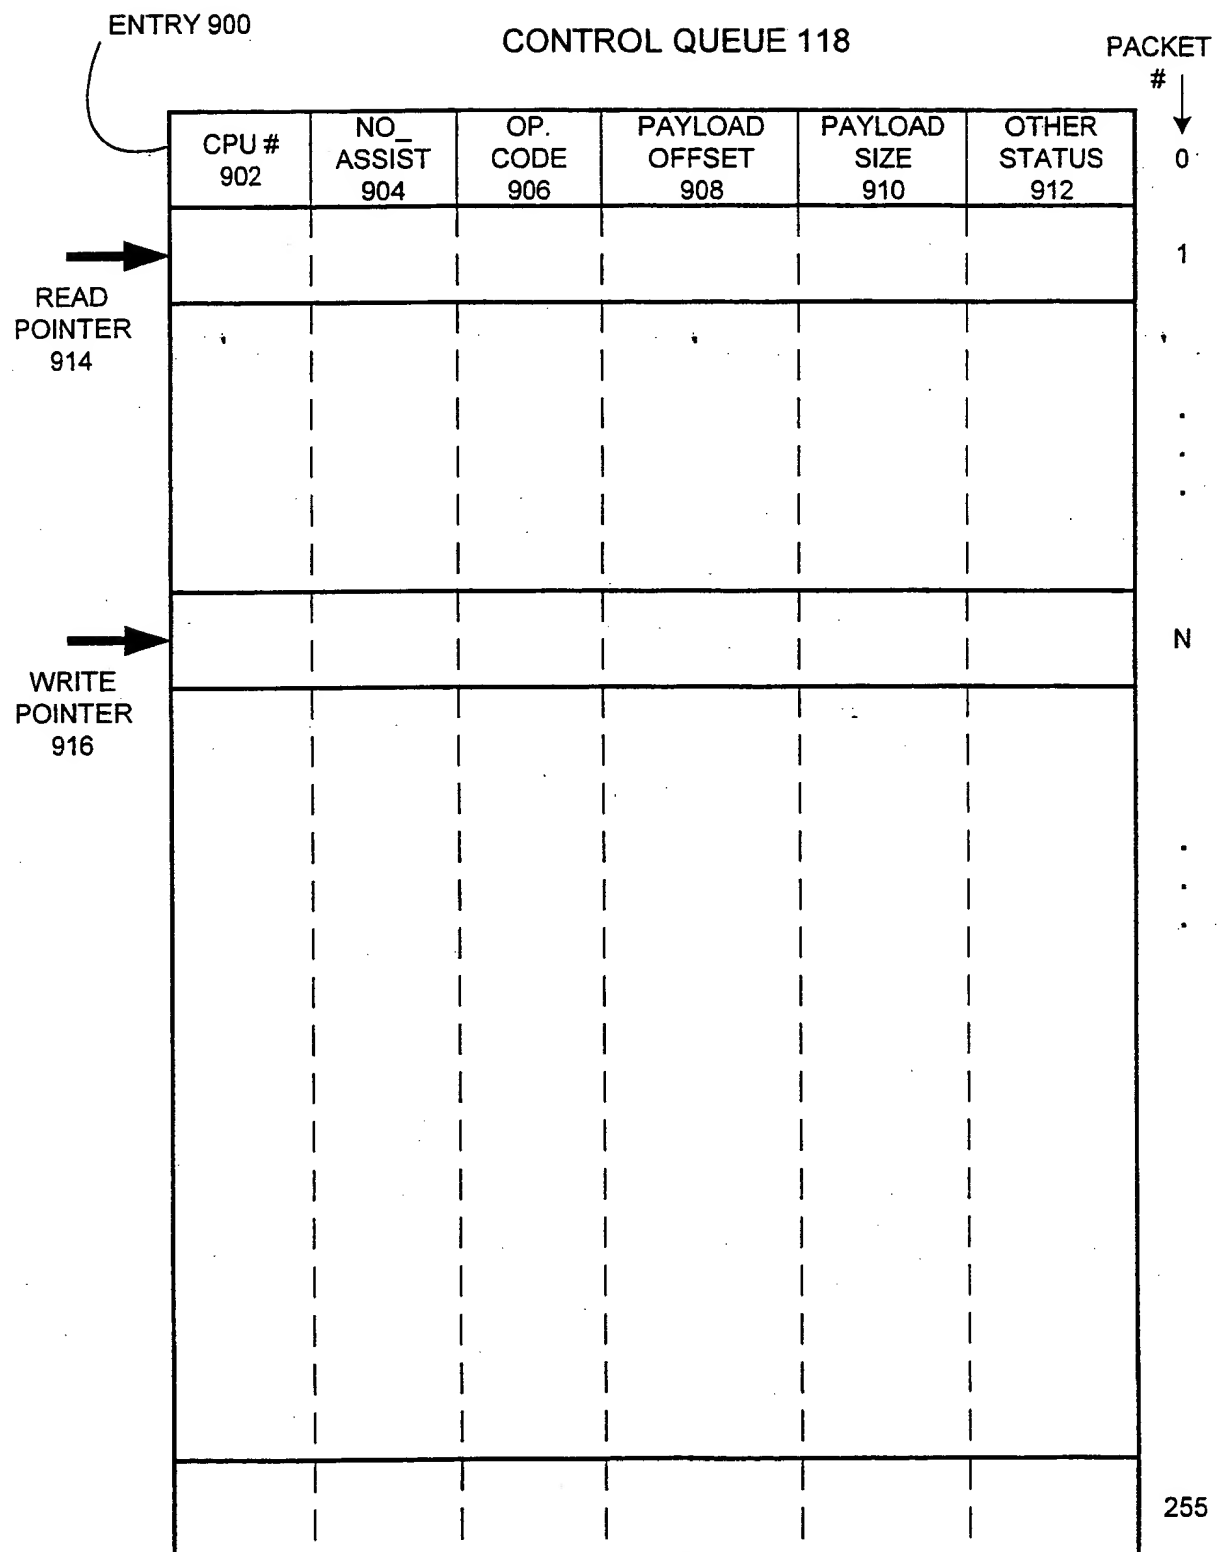 ENTRY 900
CONTROL QUEUE 118
PACKET
#
CPU #
902
NO_
ASSIST
904
OP.
CODE
906
PAYLOAD
OFFSET
908
PAYLOAD
SIZE
910
OTHER
STATUS
912
0
1
READ
POINTER
914
N
WRITE
POINTER
916
255